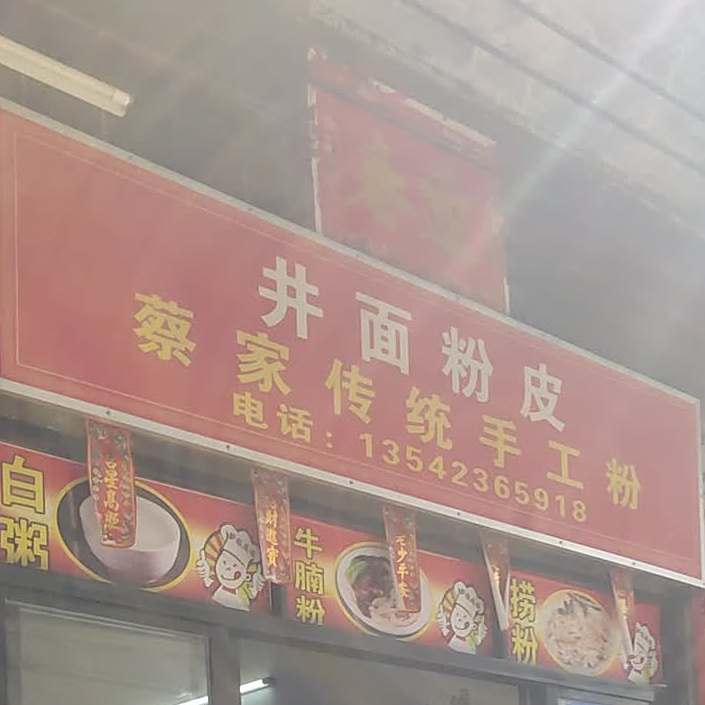 井面粉皮
蔡家传统手工粉
电话：13542365918
白粥
牛腩粉
捞粉